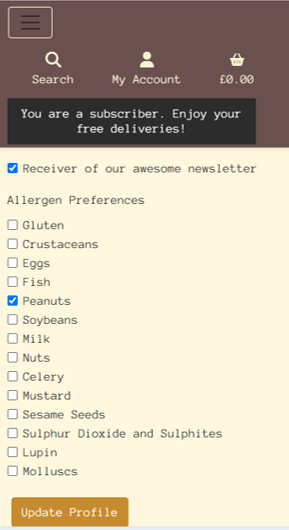 Search My Account £0.00
You are a subscriber. Enjoy your
free deliveries!
Receiver of our awesome newsletter
Allergen Preferences
Gluten
Crustaceans
Eggs
Fish
Peanuts
Soybeans
Milk
Nuts
Celery
Mustard
Sesame Seeds
Sulphur Dioxide and Sulphites
Lupin
Molluscs
Update Profile